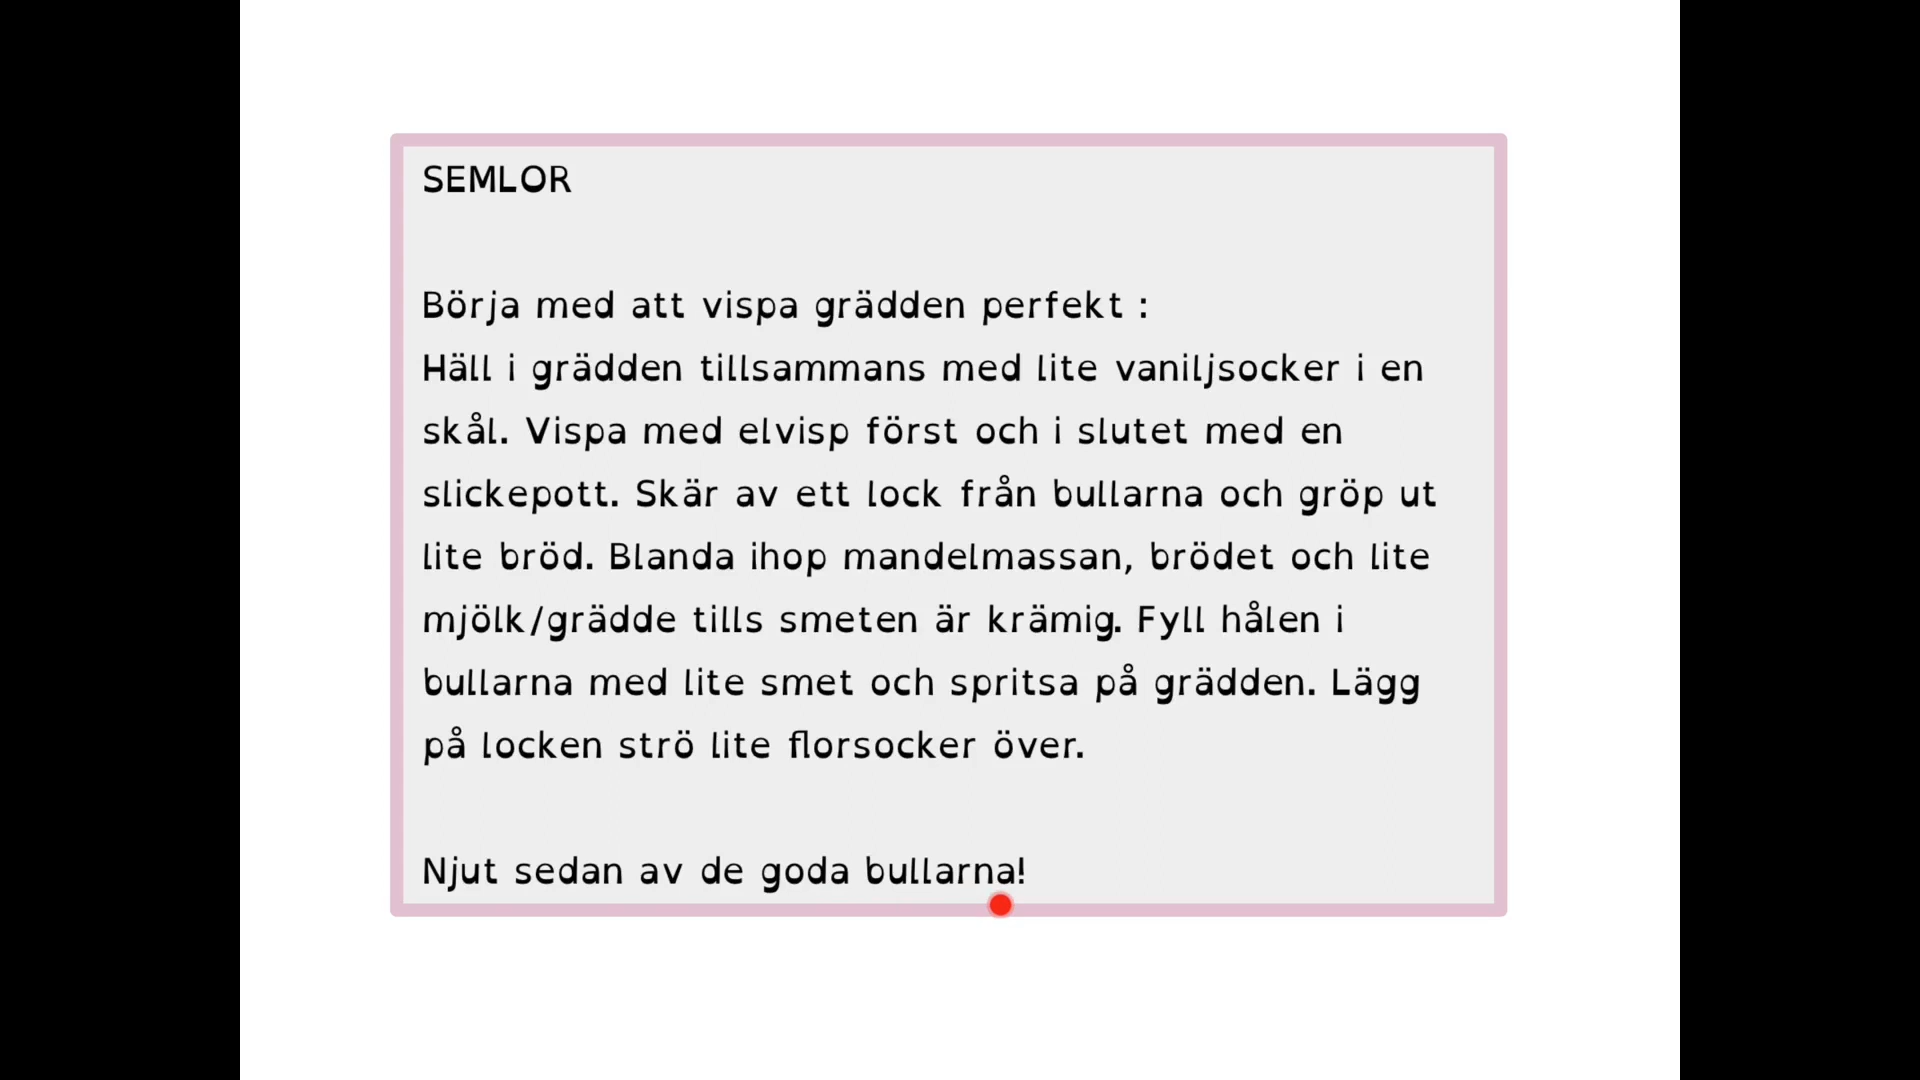 SEMLOR
Börja med att vispa grädden perfekt :
Häll i grädden tillsammans med lite vaniljsocker i en
skål. Vispa med elvisp först och i slutet med en
slickepott. Skär av ett lock från bullarna och gröp ut
lite bröd. Blanda ihop mandelmassan, brödet och lite
mjölk/grädde tills smeten är krämig. Fyll hålen i
bullarna med lite smet och spritsa på grädden. Lägg
på locken strö lite florsocker över.
Njut sedan av de goda bullarna!